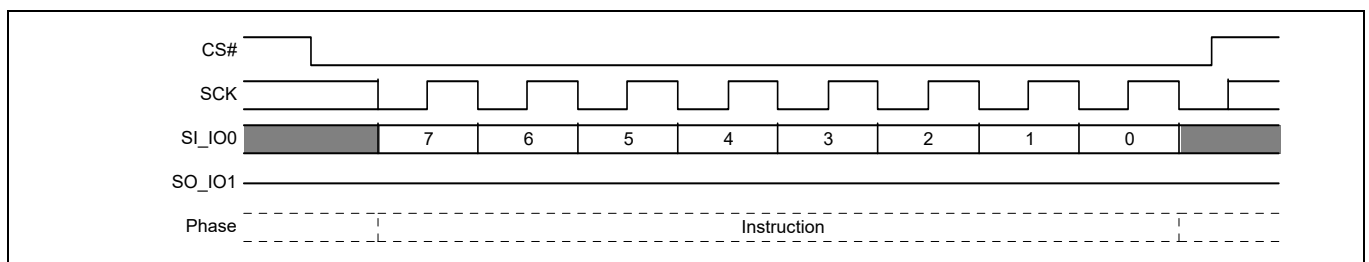 CS#
SCK
SI_IO0 7 6 5 4 3 2 1 0
SO_IO1
Phase Instruction